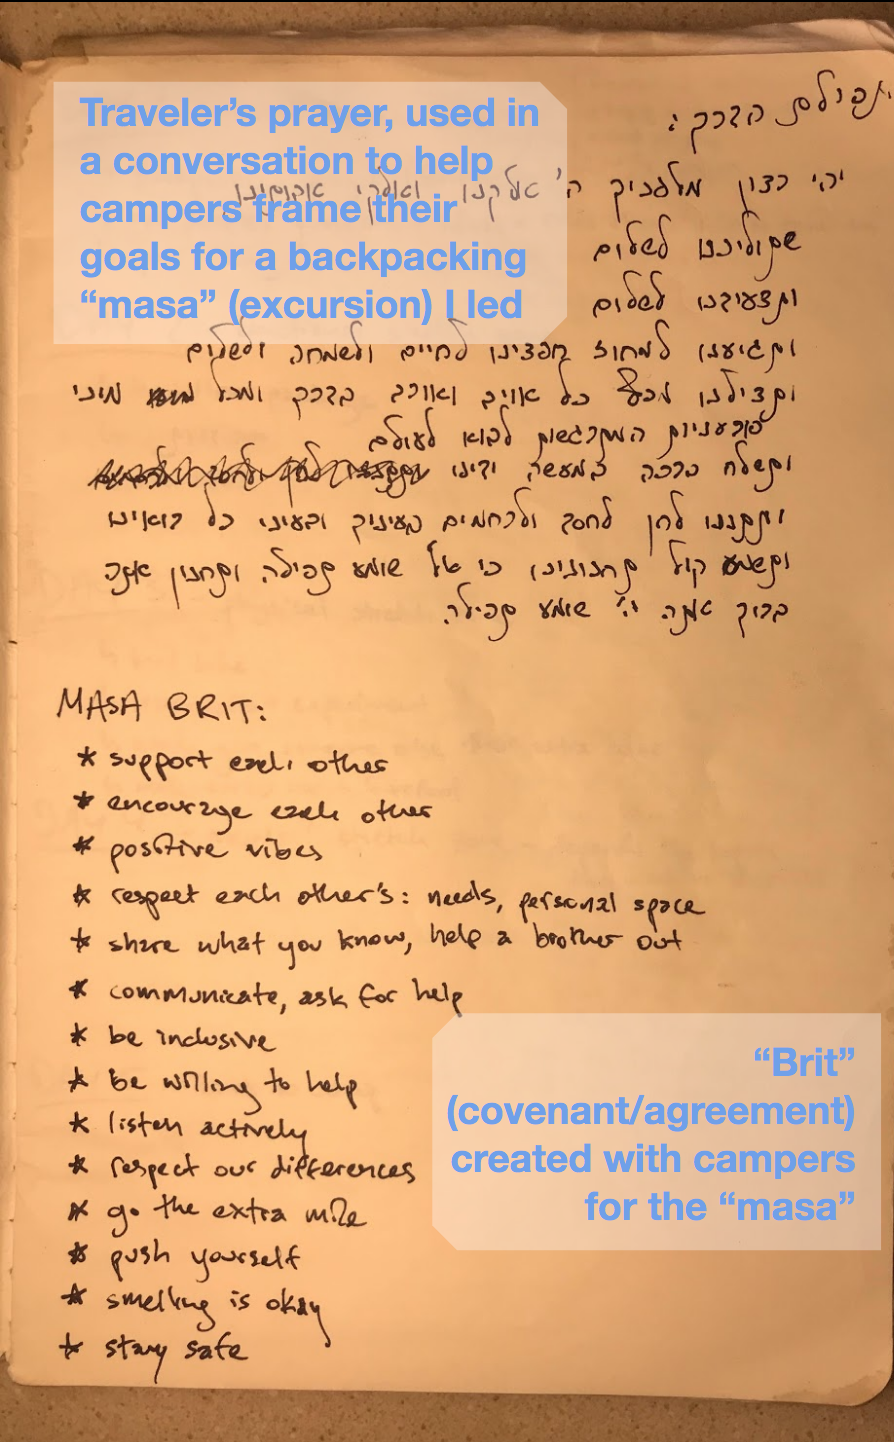 Traveler's prayer, used in
a conversation to help
campers frame their
goals for a backpacking
“masa” (excursion) I led
תפילת הדרך:
יהי רצון מלפניך ה' אלקנו ואלקי אבותינו
שתוליכנו לשלום
ותצעידנו לשלום
ותגיענו למחוז חפצינו לחיים ולשמחה ולשלום
ותצילנו מכף כל אויב ואורב בדרך ומכל מיני
פורעניות המתרגשות לבוא לעולם
ותשלח ברכה במעשה ידינו
ותתננו לחן לחסד ולרחמים בעיניך ובעיני כל רואינו
ותשמע קול תחנונינו כי אל שומע תפילה ותחנון אתה
ברוך אתה ה' שומע תפילה
MASA BRIT:
* support each other
* encourage each other
* positive vibes
* respect each other's: needs, personal space
* share what you know, help a brother out
* communicate, ask for help
* be inclusive
* be willing to help
* listen actively
* respect our differences
* go the extra mile
* push yourself
* smelling is okay
* stay safe
“Brit”
(covenant/agreement)
created with campers
for the “masa”